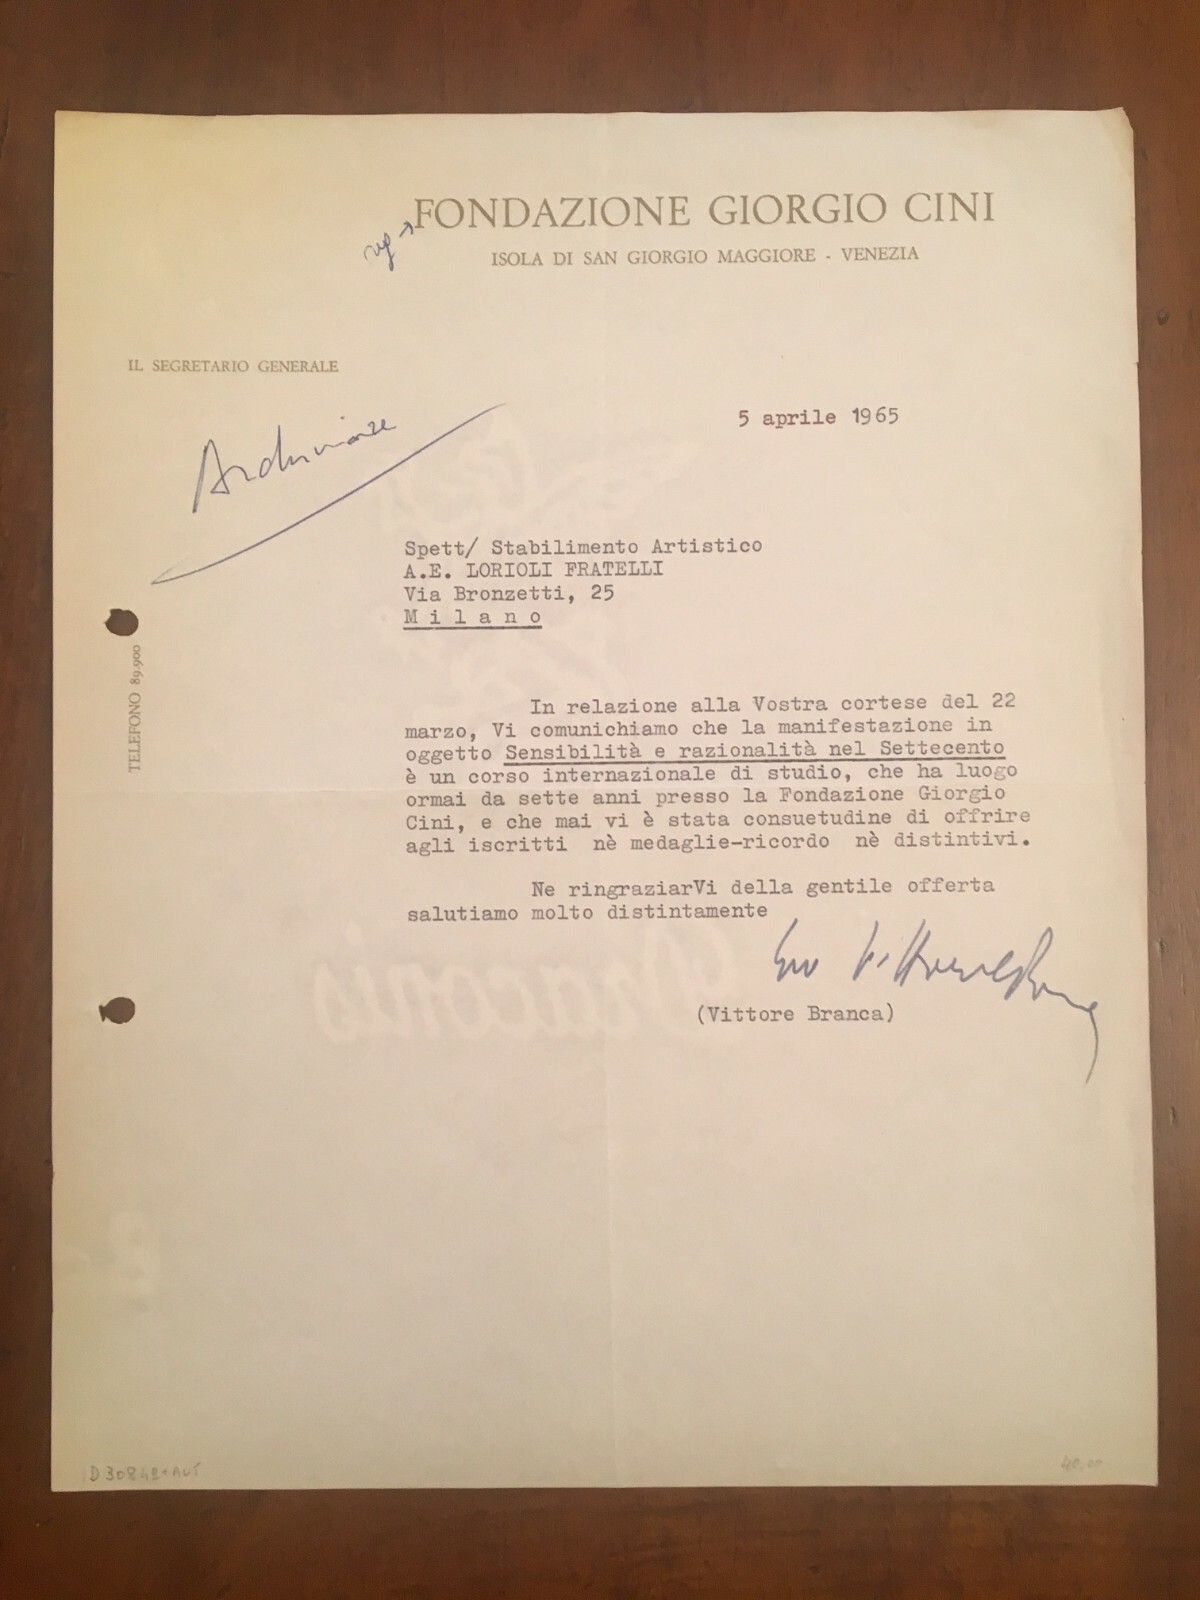 FONDAZIONE GIORGIO CINI
ISOLA DI SAN GIORGIO MAGGIORE - VENEZIA
IL SEGRETARIO GENERALE
5 aprile 1965
Spett/ Stabilimento Artistico
A.E. LORIOLI FRATELLI
Via Bronzetti, 25
Milano
TELEFONO 89.900
In relazione alla Vostra cortese del 22
marzo, Vi comunichiamo che la manifestazione in
oggetto Sensibilità e razionalità nel Settecento
è un corso internazionale di studio, che ha luogo
ormai da sette anni presso la Fondazione Giorgio
Cini, e che mai vi è stata consuetudine di offrire
agli iscritti nè medaglie-ricordo nè distintivi.
Ne ringraziarVi della gentile offerta
salutiamo molto distintamente
Vittore Branca
(Vittore Branca)
40,00